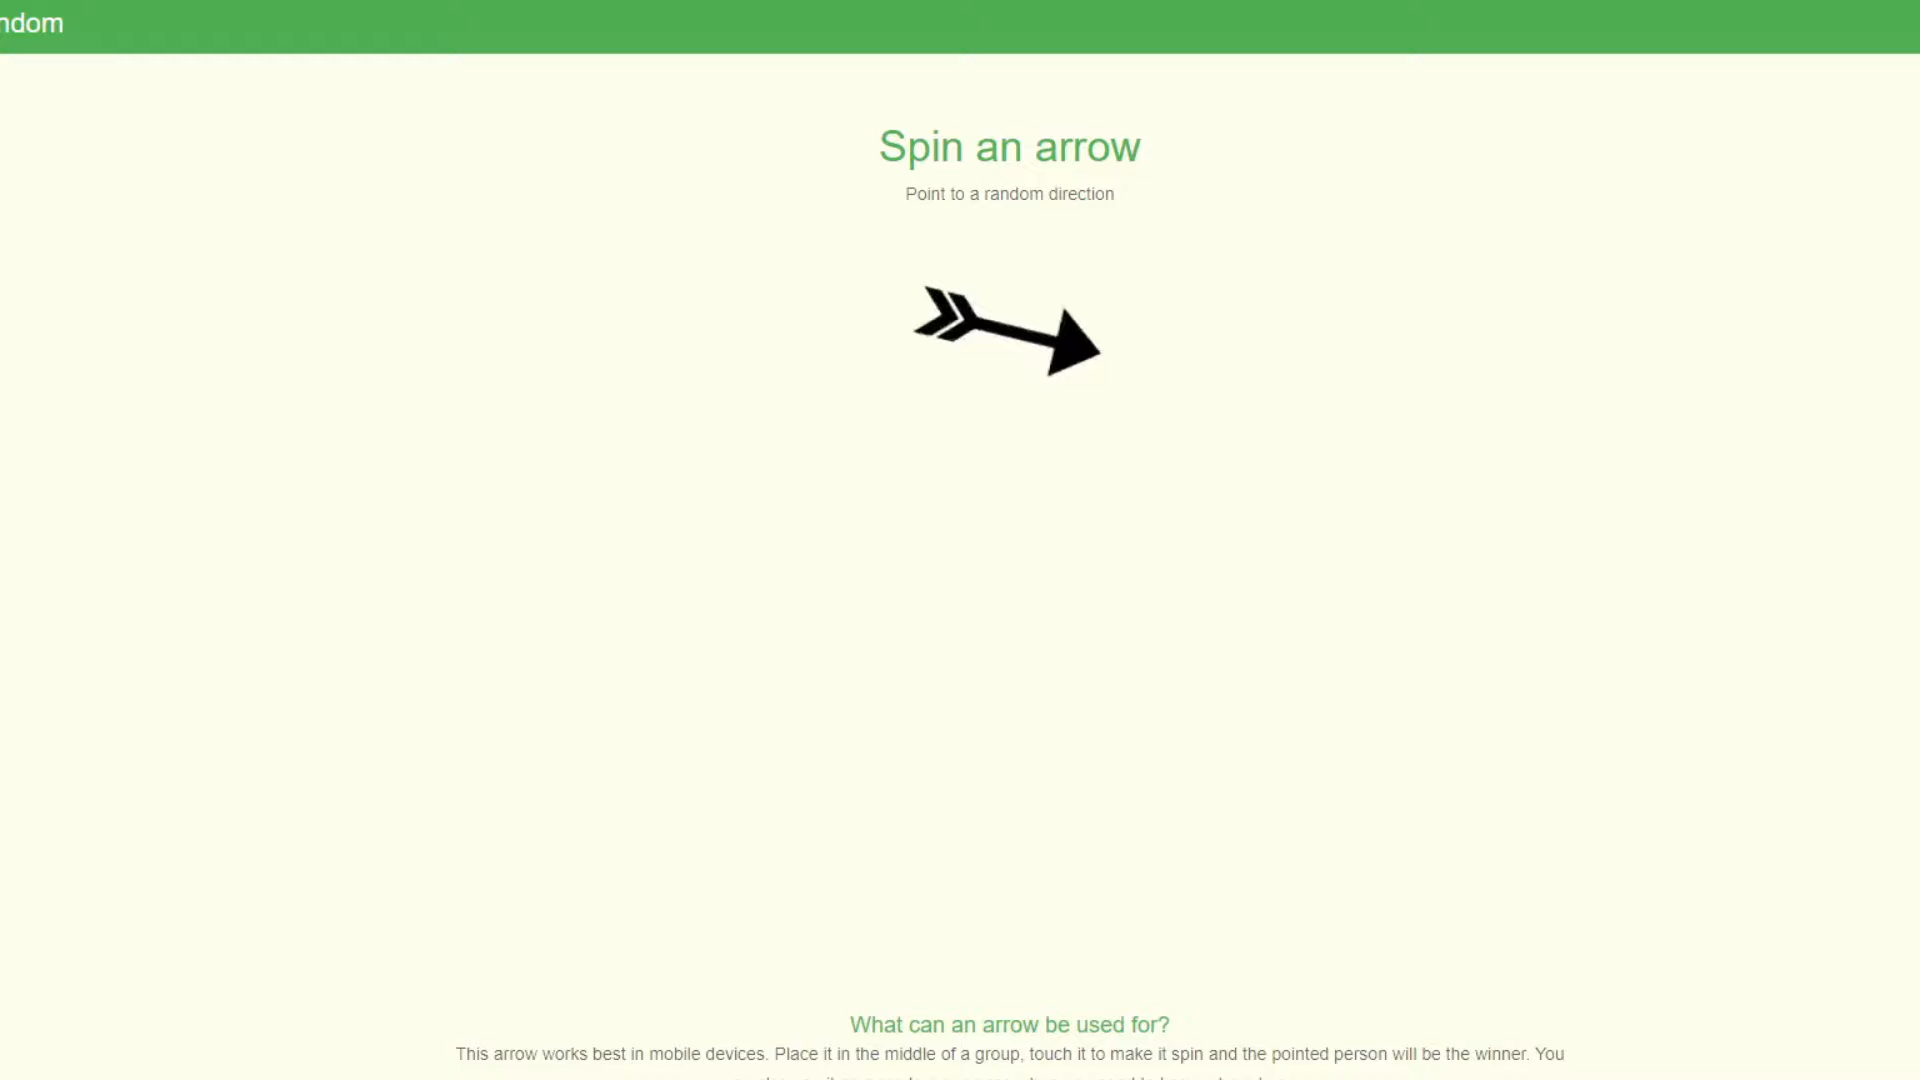 ndom
Spin an arrow
Point to a random direction
What can an arrow be used for?
This arrow works best in mobile devices. Place it in the middle of a group, touch it to make it spin and the pointed person will be the winner. You